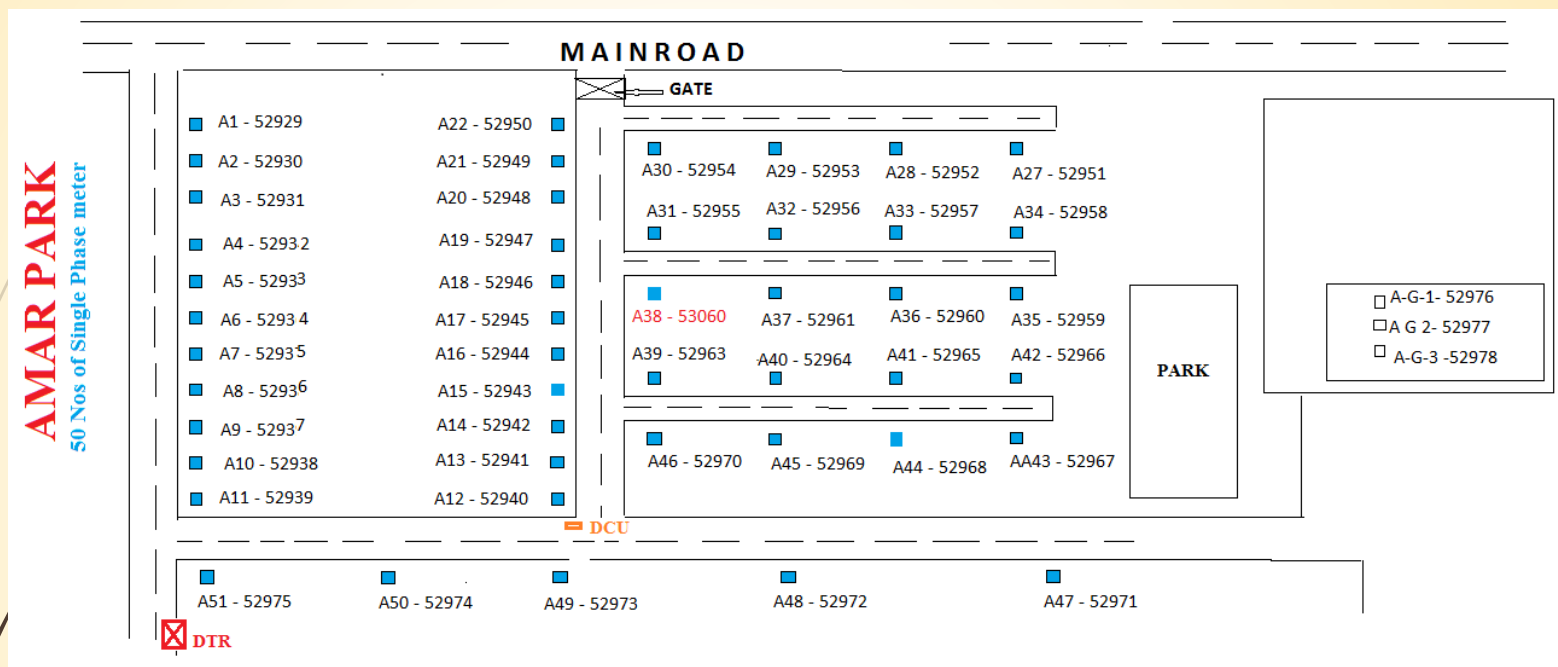 MAINROAD
GATE
AMAR PARK
50 Nos of Single Phase meter
A1 - 52929
A2 - 52930
A3 - 52931
A4 - 52932
A5 - 52933
A6 - 52934
A7 - 52935
A8 - 52936
A9 - 52937
A10 - 52938
A11 - 52939
A22 - 52950
A21 - 52949
A20 - 52948
A19 - 52947
A18 - 52946
A17 - 52945
A16 - 52944
A15 - 52943
A14 - 52942
A13 - 52941
A12 - 52940
A30 - 52954 A29 - 52953 A28 - 52952 A27 - 52951
A31 - 52955 A32 - 52956 A33 - 52957 A34 - 52958
A38 - 53060 A37 - 52961 A36 - 52960 A35 - 52959
A39 - 52963 A40 - 52964 A41 - 52965 A42 - 52966
A46 - 52970 A45 - 52969 A44 - 52968 AA43 - 52967
PARK
A-G-1- 52976
A G 2- 52977
A-G-3 -52978
DCU
A51 - 52975 A50 - 52974 A49 - 52973 A48 - 52972 A47 - 52971
DTR